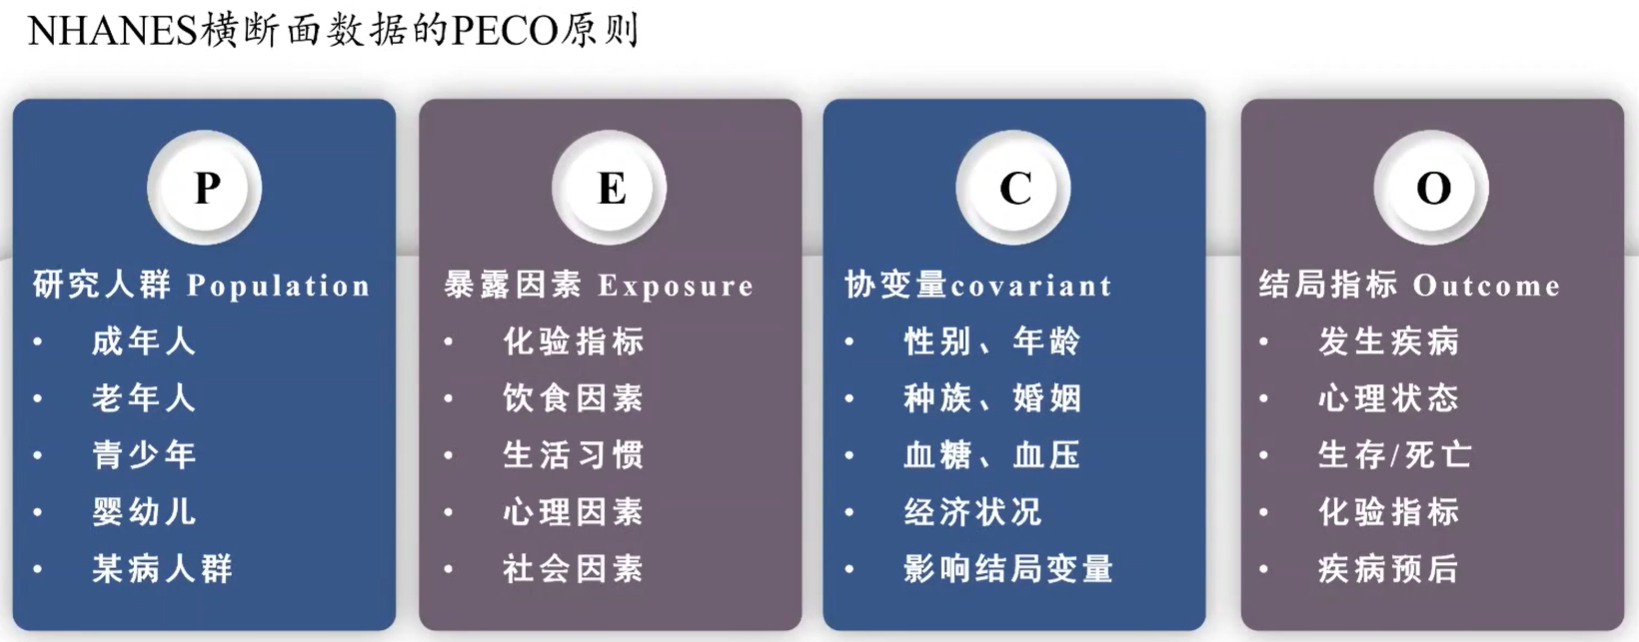 NHANES横断面数据的PECO原则
P
研究人群 Population
• 成年人
• 老年人
• 青少年
• 婴幼儿
• 某病人群
E
暴露因素 Exposure
• 化验指标
• 饮食因素
• 生活习惯
• 心理因素
• 社会因素
C
协变量covariant
• 性别、年龄
• 种族、婚姻
• 血糖、血压
• 经济状况
• 影响结局变量
O
结局指标 Outcome
• 发生疾病
• 心理状态
• 生存/死亡
• 化验指标
• 疾病预后